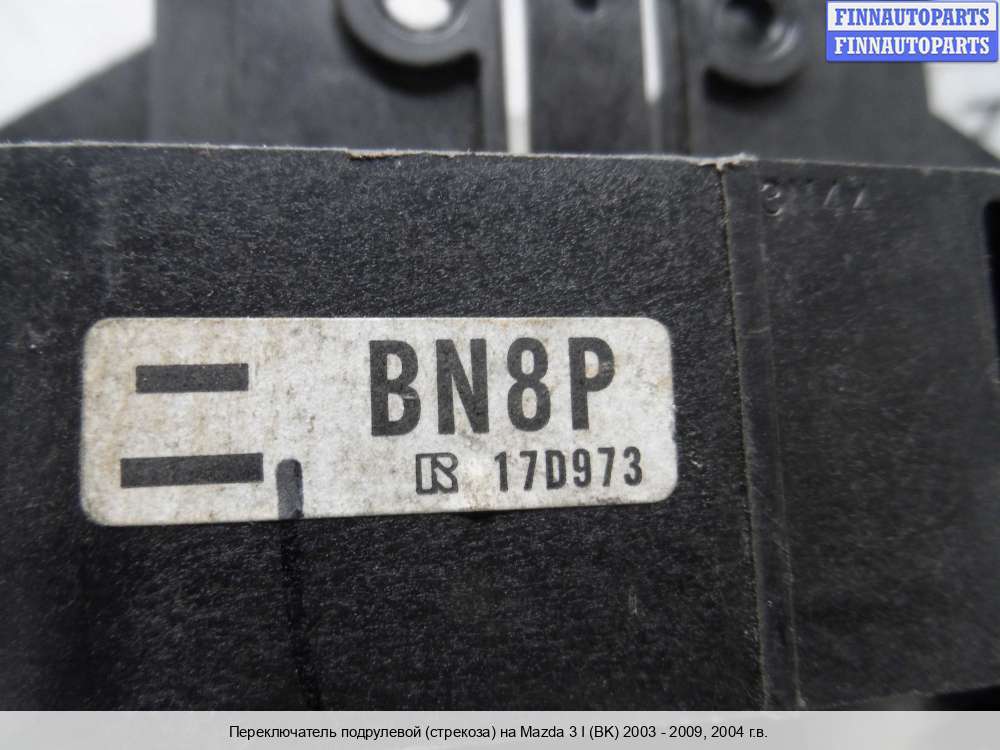 FINNAUTOPARTS
FINNAUTOPARTS
BN8P
17D973
Переключатель подрулевой (стрекоза) на Mazda 3 I (BK) 2003 - 2009, 2004 г.в.